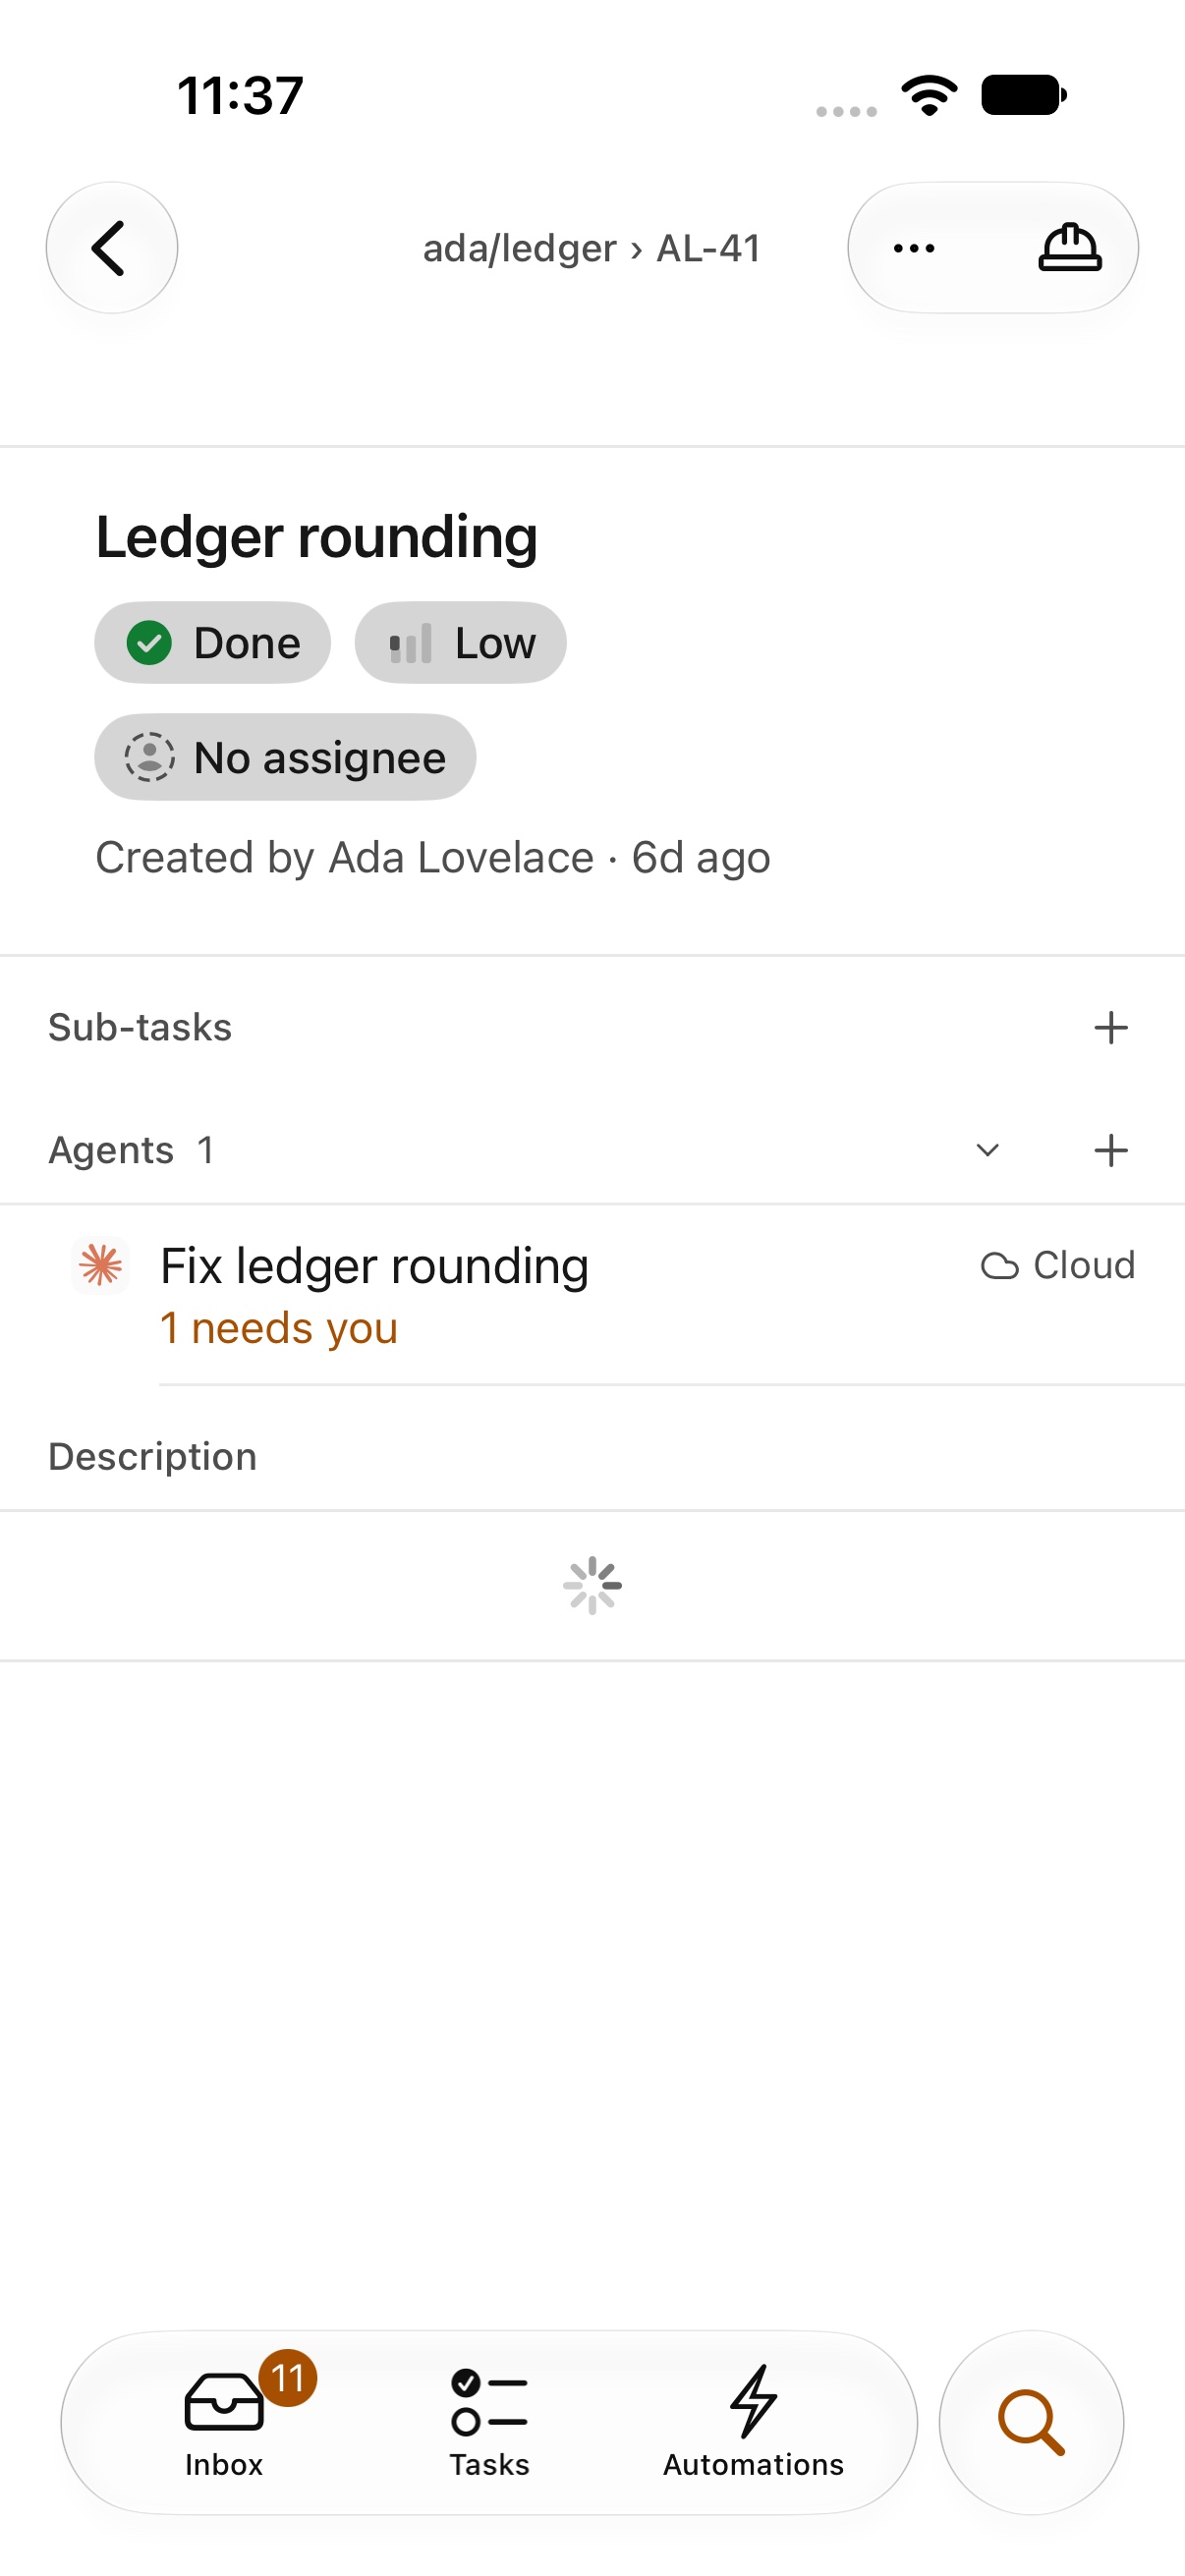 11:37
ada/ledger › AL-41
Ledger rounding
Done
Low
No assignee
Created by Ada Lovelace · 6d ago
Sub-tasks
Agents 1
Fix ledger rounding
Cloud
1 needs you
Description
11
Inbox
Tasks
Automations